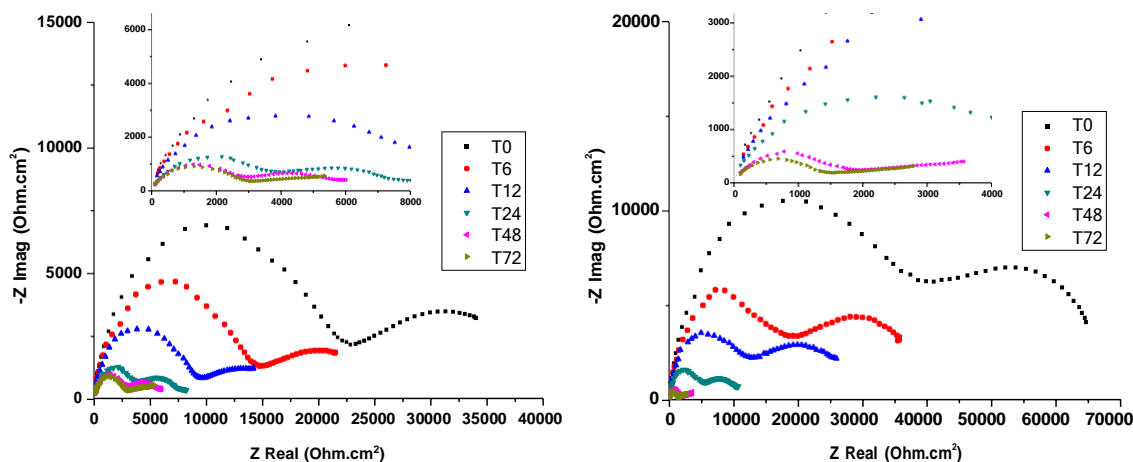 15000
10000
5000
0
-Z Imag (Ohm.cm²)
0 5000 10000 15000 20000 25000 30000 35000 40000
Z Real (Ohm.cm²)
6000
4000
2000
0
0 2000 4000 6000 8000
T0
T6
T12
T24
T48
T72
20000
10000
0
-Z Imag (Ohm.cm²)
0 10000 20000 30000 40000 50000 60000 70000
Z Real (Ohm.cm²)
3000
2000
1000
0
0 1000 2000 3000 4000
T0
T6
T12
T24
T48
T72